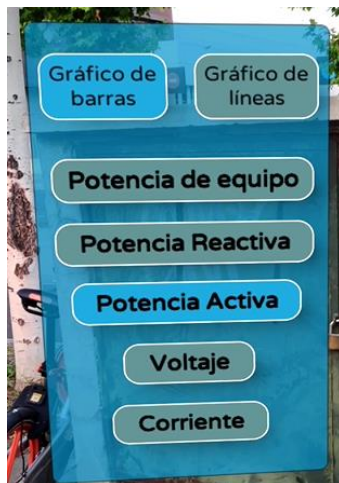 Gráfico de
barras
Gráfico de
líneas
Potencia de equipo
Potencia Reactiva
Potencia Activa
Voltaje
Corriente